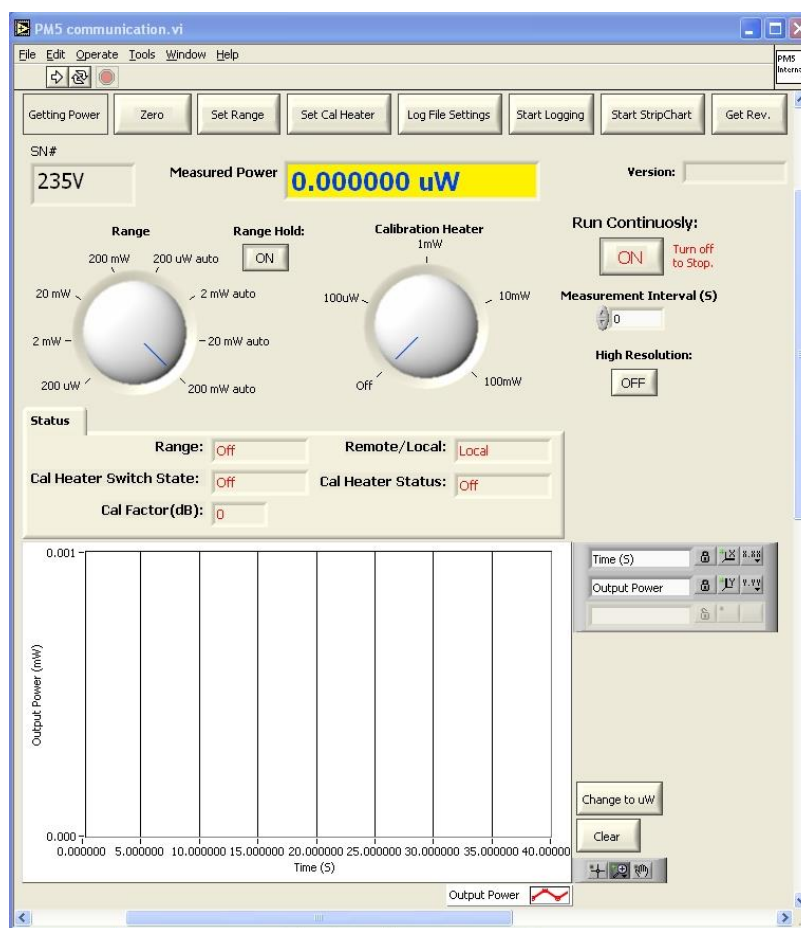 PM5 communication.vi
File Edit Operate Tools Window Help
PM5
Interna
Getting Power Zero Set Range Set Cal Heater Log File Settings Start Logging Start StripChart Get Rev.
SN#
235V
Measured Power 0.000000 uW
Version:
Range
Range Hold:
ON
200 mW
200 uW auto
20 mW
2 mW auto
2 mW
20 mW auto
200 uW
200 mW auto
Calibration Heater
1mW
100uW
10mW
Off
100mW
Run Continuosly:
ON
Turn off
to Stop.
Measurement Interval (S)
0
High Resolution:
OFF
Status
Range: Off
Remote/Local: Local
Cal Heater Switch State: Off
Cal Heater Status: Off
Cal Factor(dB): 0
0.001
Output Power (mW)
0.000
0.000000 5.000000 10.000000 15.000000 20.000000 25.000000 30.000000 35.000000 40.00000
Time (S)
Time (S)
Output Power
Change to uW
Clear
Output Power